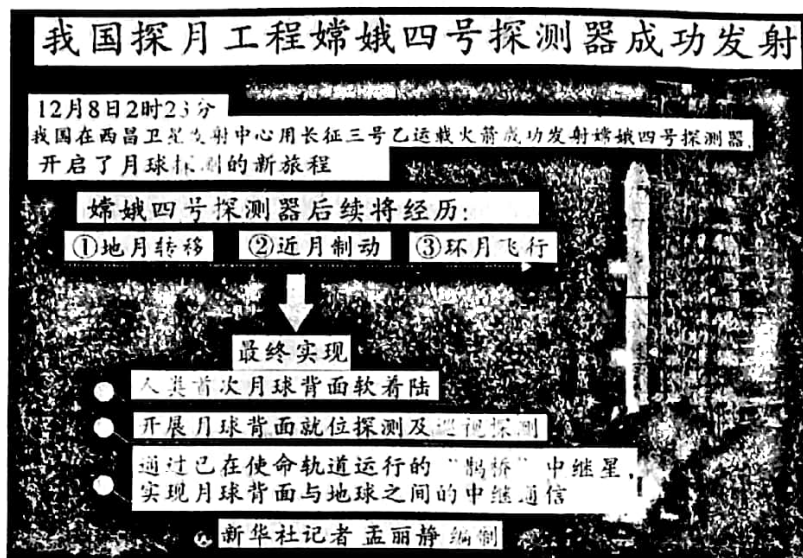 我国探月工程嫦娥四号探测器成功发射
12月8日2时23分
我国在西昌卫星发射中心用长征三号乙运载火箭成功发射嫦娥四号探测器,
开启了月球探测的新旅程
嫦娥四号探测器后续将经历:
①地月转移 ②近月制动 ③环月飞行
最终实现
人类首次月球背面软着陆
开展月球背面就位探测及巡视探测
通过已在使命轨道运行的“鹊桥”中继星,
实现月球背面与地球之间的中继通信
新华社记者 孟丽静 编制